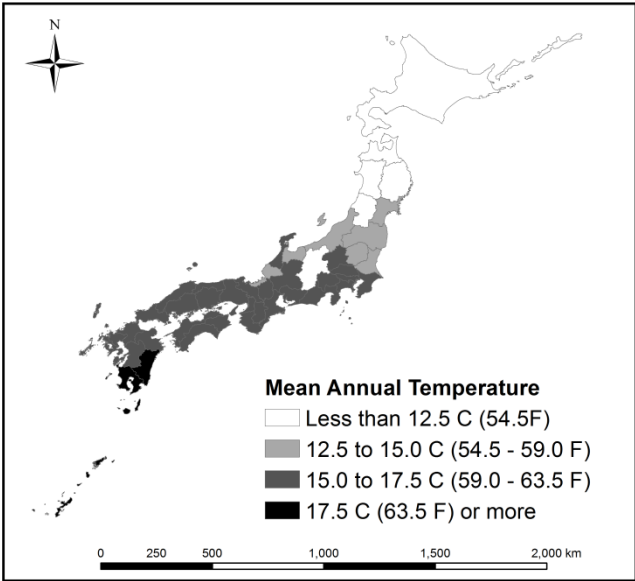 N
Mean Annual Temperature
Less than 12.5 C (54.5F)
12.5 to 15.0 C (54.5 - 59.0 F)
15.0 to 17.5 C (59.0 - 63.5 F)
17.5 C (63.5 F) or more
0 250 500 1,000 1,500 2,000 km